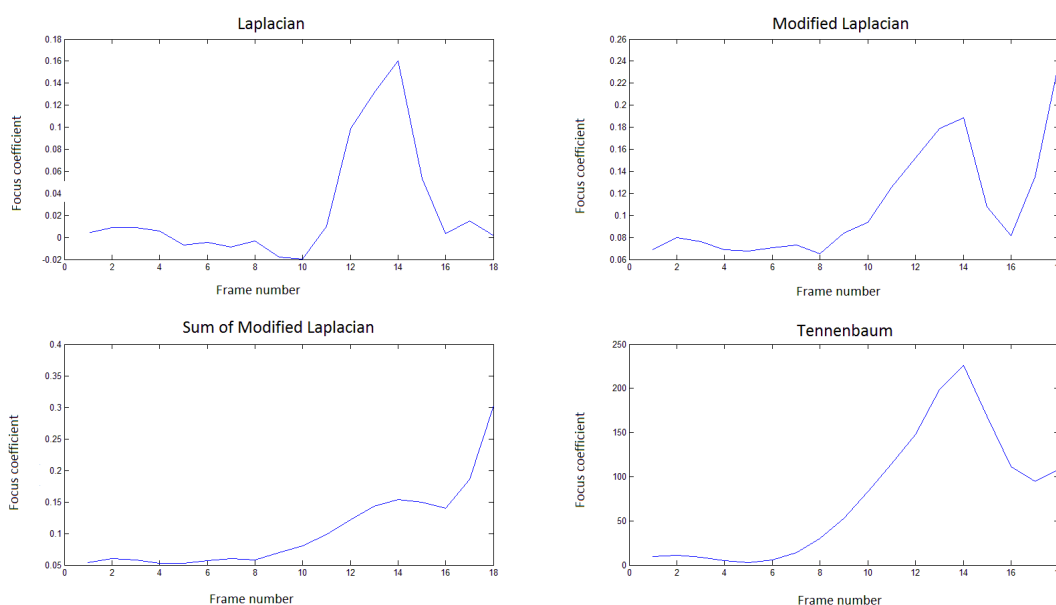 Laplacian
0.18
0.16
0.14
0.12
0.1
0.08
0.06
0.04
0.02
0
-0.02
0 2 4 6 8 10 12 14 16 18
Focus coefficient
Frame number
Modified Laplacian
0.26
0.24
0.22
0.2
0.18
0.16
0.14
0.12
0.1
0.08
0.06
0 2 4 6 8 10 12 14 16
Focus coefficient
Frame number
Sum of Modified Laplacian
0.4
0.35
0.3
0.25
0.2
0.15
0.1
0.05
0 2 4 6 8 10 12 14 16 18
Focus coefficient
Frame number
Tennenbaum
250
200
150
100
50
0
0 2 4 6 8 10 12 14 16
Focus coefficient
Frame number